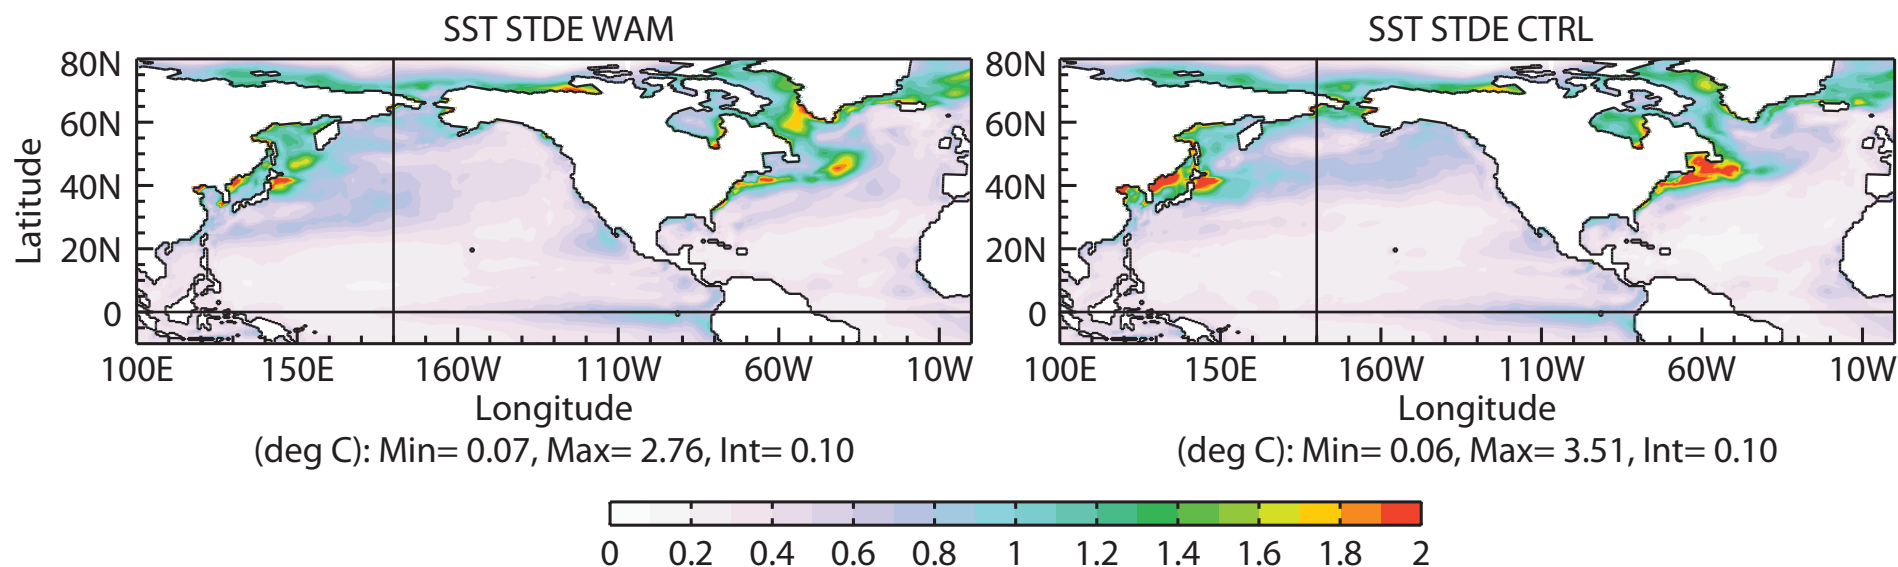 SST STDE WAM
80N
60N
40N
20N
0
Latitude
100E 150E 160W 110W 60W 10W
Longitude
(deg C): Min= 0.07, Max= 2.76, Int= 0.10
SST STDE CTRL
80N
60N
40N
20N
0
100E 150E 160W 110W 60W 10W
Longitude
(deg C): Min= 0.06, Max= 3.51, Int= 0.10
0 0.2 0.4 0.6 0.8 1 1.2 1.4 1.6 1.8 2